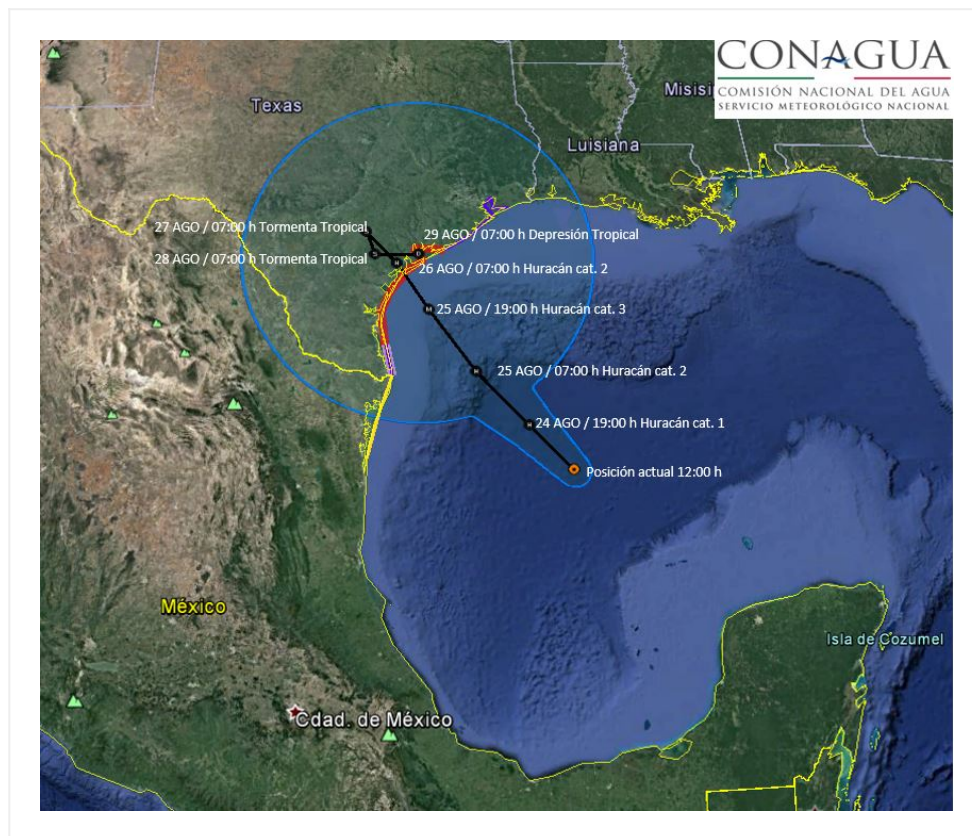 CONAGUA
COMISIÓN NACIONAL DEL AGUA
SERVICIO METEOROLÓGICO NACIONAL
Texas
Luisiana
27 AGO / 07:00 h Tormenta Tropical
29 AGO / 07:00 h Depresión Tropical
28 AGO / 07:00 h Tormenta Tropical
26 AGO / 07:00 h Huracán cat. 2
25 AGO / 19:00 h Huracán cat. 3
25 AGO / 07:00 h Huracán cat. 2
24 AGO / 19:00 h Huracán cat. 1
Posición actual 12:00 h
México
Isla de Cozumel
Cdad. de México